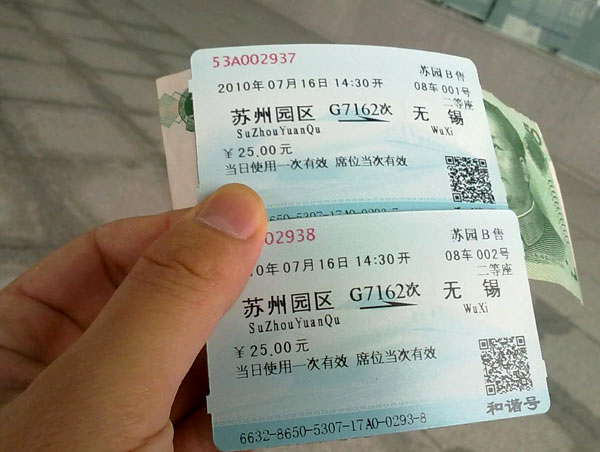 53A002937
苏园B售
2010年07月16日 14:30开
08车 001号
二等座
苏州园区 G7162次 无锡
SuZhouYuanQu WuXi
￥25.00元
当日使用一次有效 席位当次有效
650-5307-17A0-0293-7
02938
苏园B售
年07月16日 14:30开
08车 002号
二等座
苏州园区 G7162次 无锡
SuZhouYuanQu WuXi
￥25.00元
当日使用一次有效 席位当次有效
和谐号
6632-8650-5307-17A0-0293-8